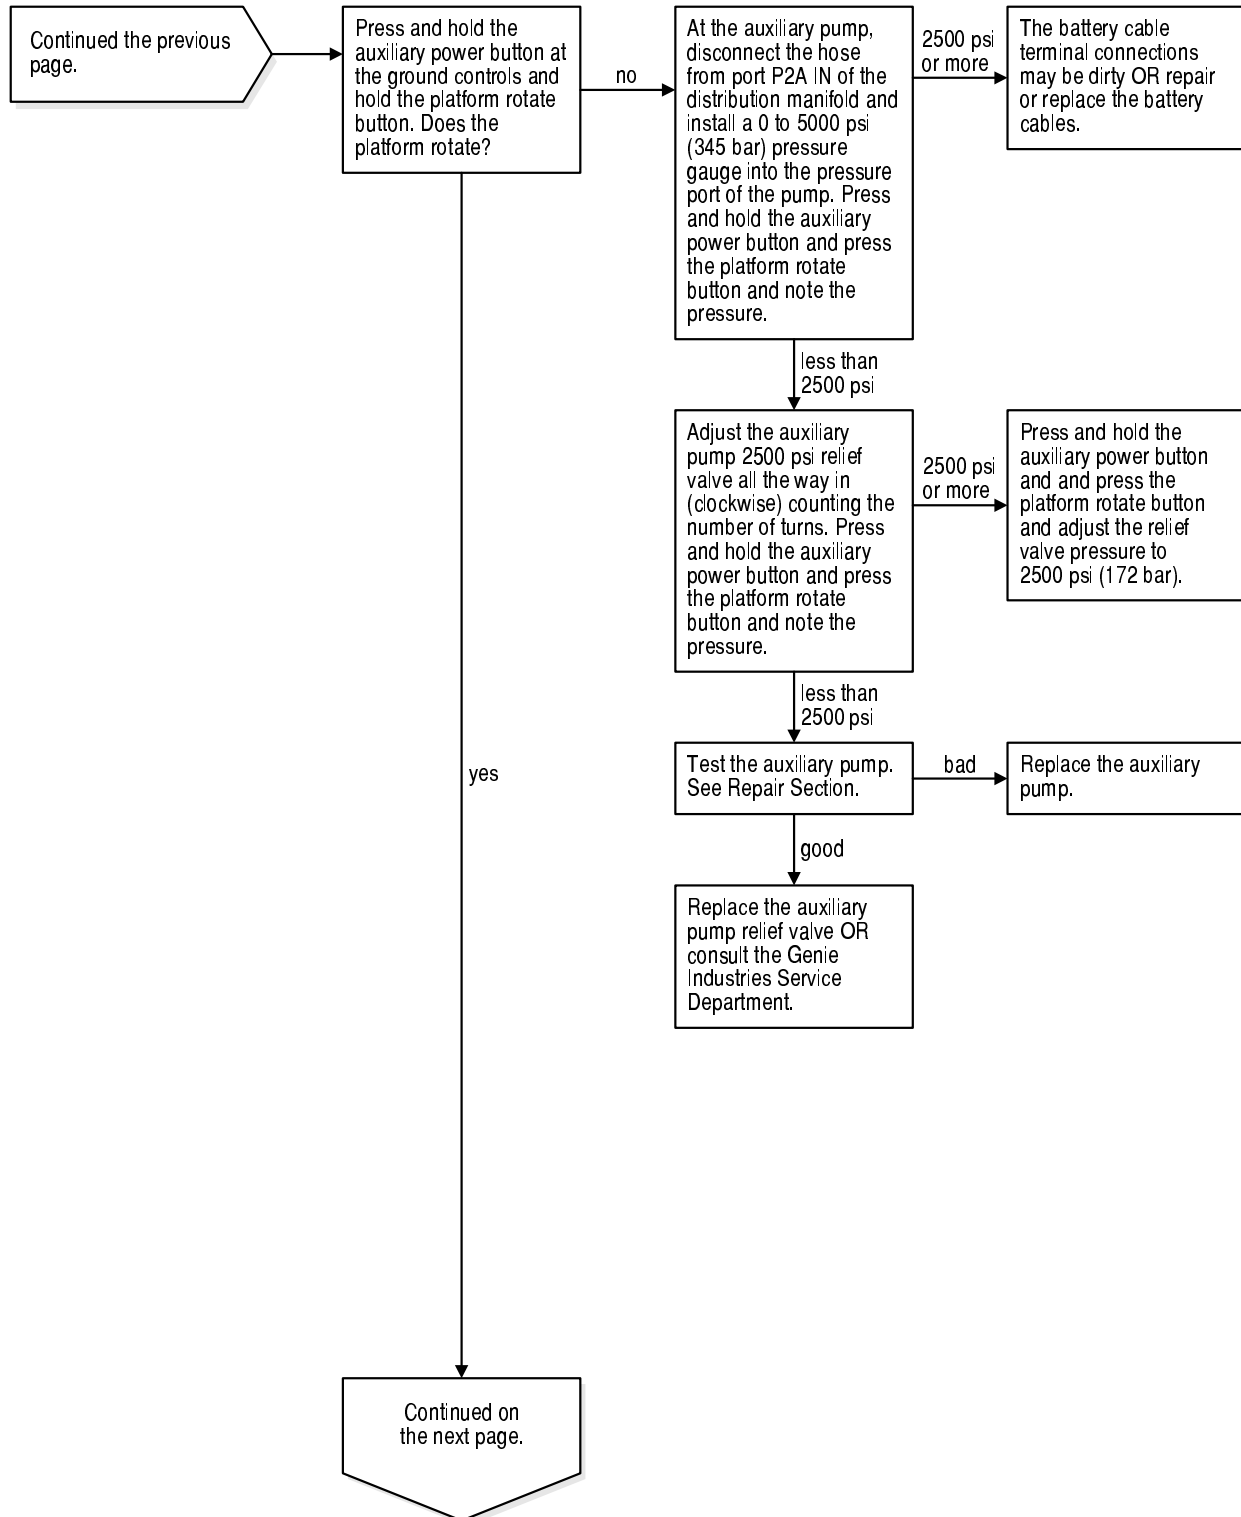 Continued the previous
page.
Press and hold the
auxiliary power button at
the ground controls and
hold the platform rotate
button. Does the
platform rotate?
no
At the auxiliary pump,
disconnect the hose
from port P2A IN of the
distribution manifold and
install a 0 to 5000 psi
(345 bar) pressure
gauge into the pressure
port of the pump. Press
and hold the auxiliary
power button and press
the platform rotate
button and note the
pressure.
2500 psi
or more
The battery cable
terminal connections
may be dirty OR repair
or replace the battery
cables.
less than
2500 psi
Adjust the auxiliary
pump 2500 psi relief
valve all the way in
(clockwise) counting the
number of turns. Press
and hold the auxiliary
power button and press
the platform rotate
button and note the
pressure.
2500 psi
or more
Press and hold the
auxiliary power button
and and press the
platform rotate button
and adjust the relief
valve pressure to
2500 psi (172 bar).
less than
2500 psi
yes
Test the auxiliary pump.
See Repair Section.
bad
Replace the auxiliary
pump.
good
Replace the auxiliary
pump relief valve OR
consult the Genie
Industries Service
Department.
Continued on
the next page.